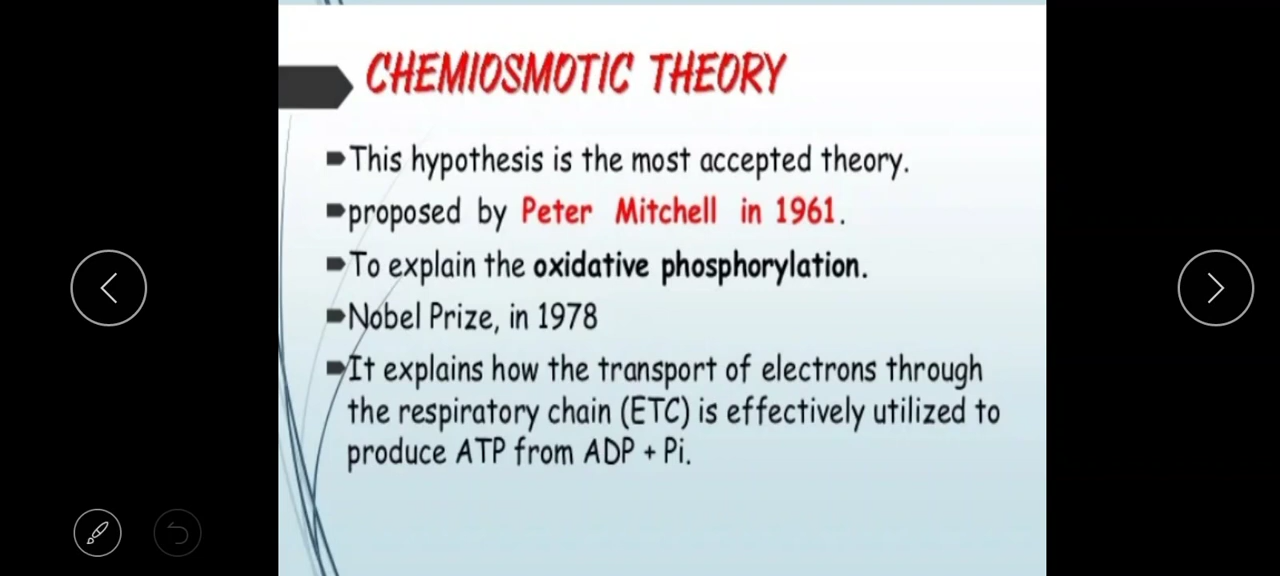 CHEMIOSMOTIC THEORY
This hypothesis is the most accepted theory.
proposed by Peter Mitchell in 1961.
To explain the oxidative phosphorylation.
Nobel Prize, in 1978
It explains how the transport of electrons through
the respiratory chain (ETC) is effectively utilized to
produce ATP from ADP + Pi.